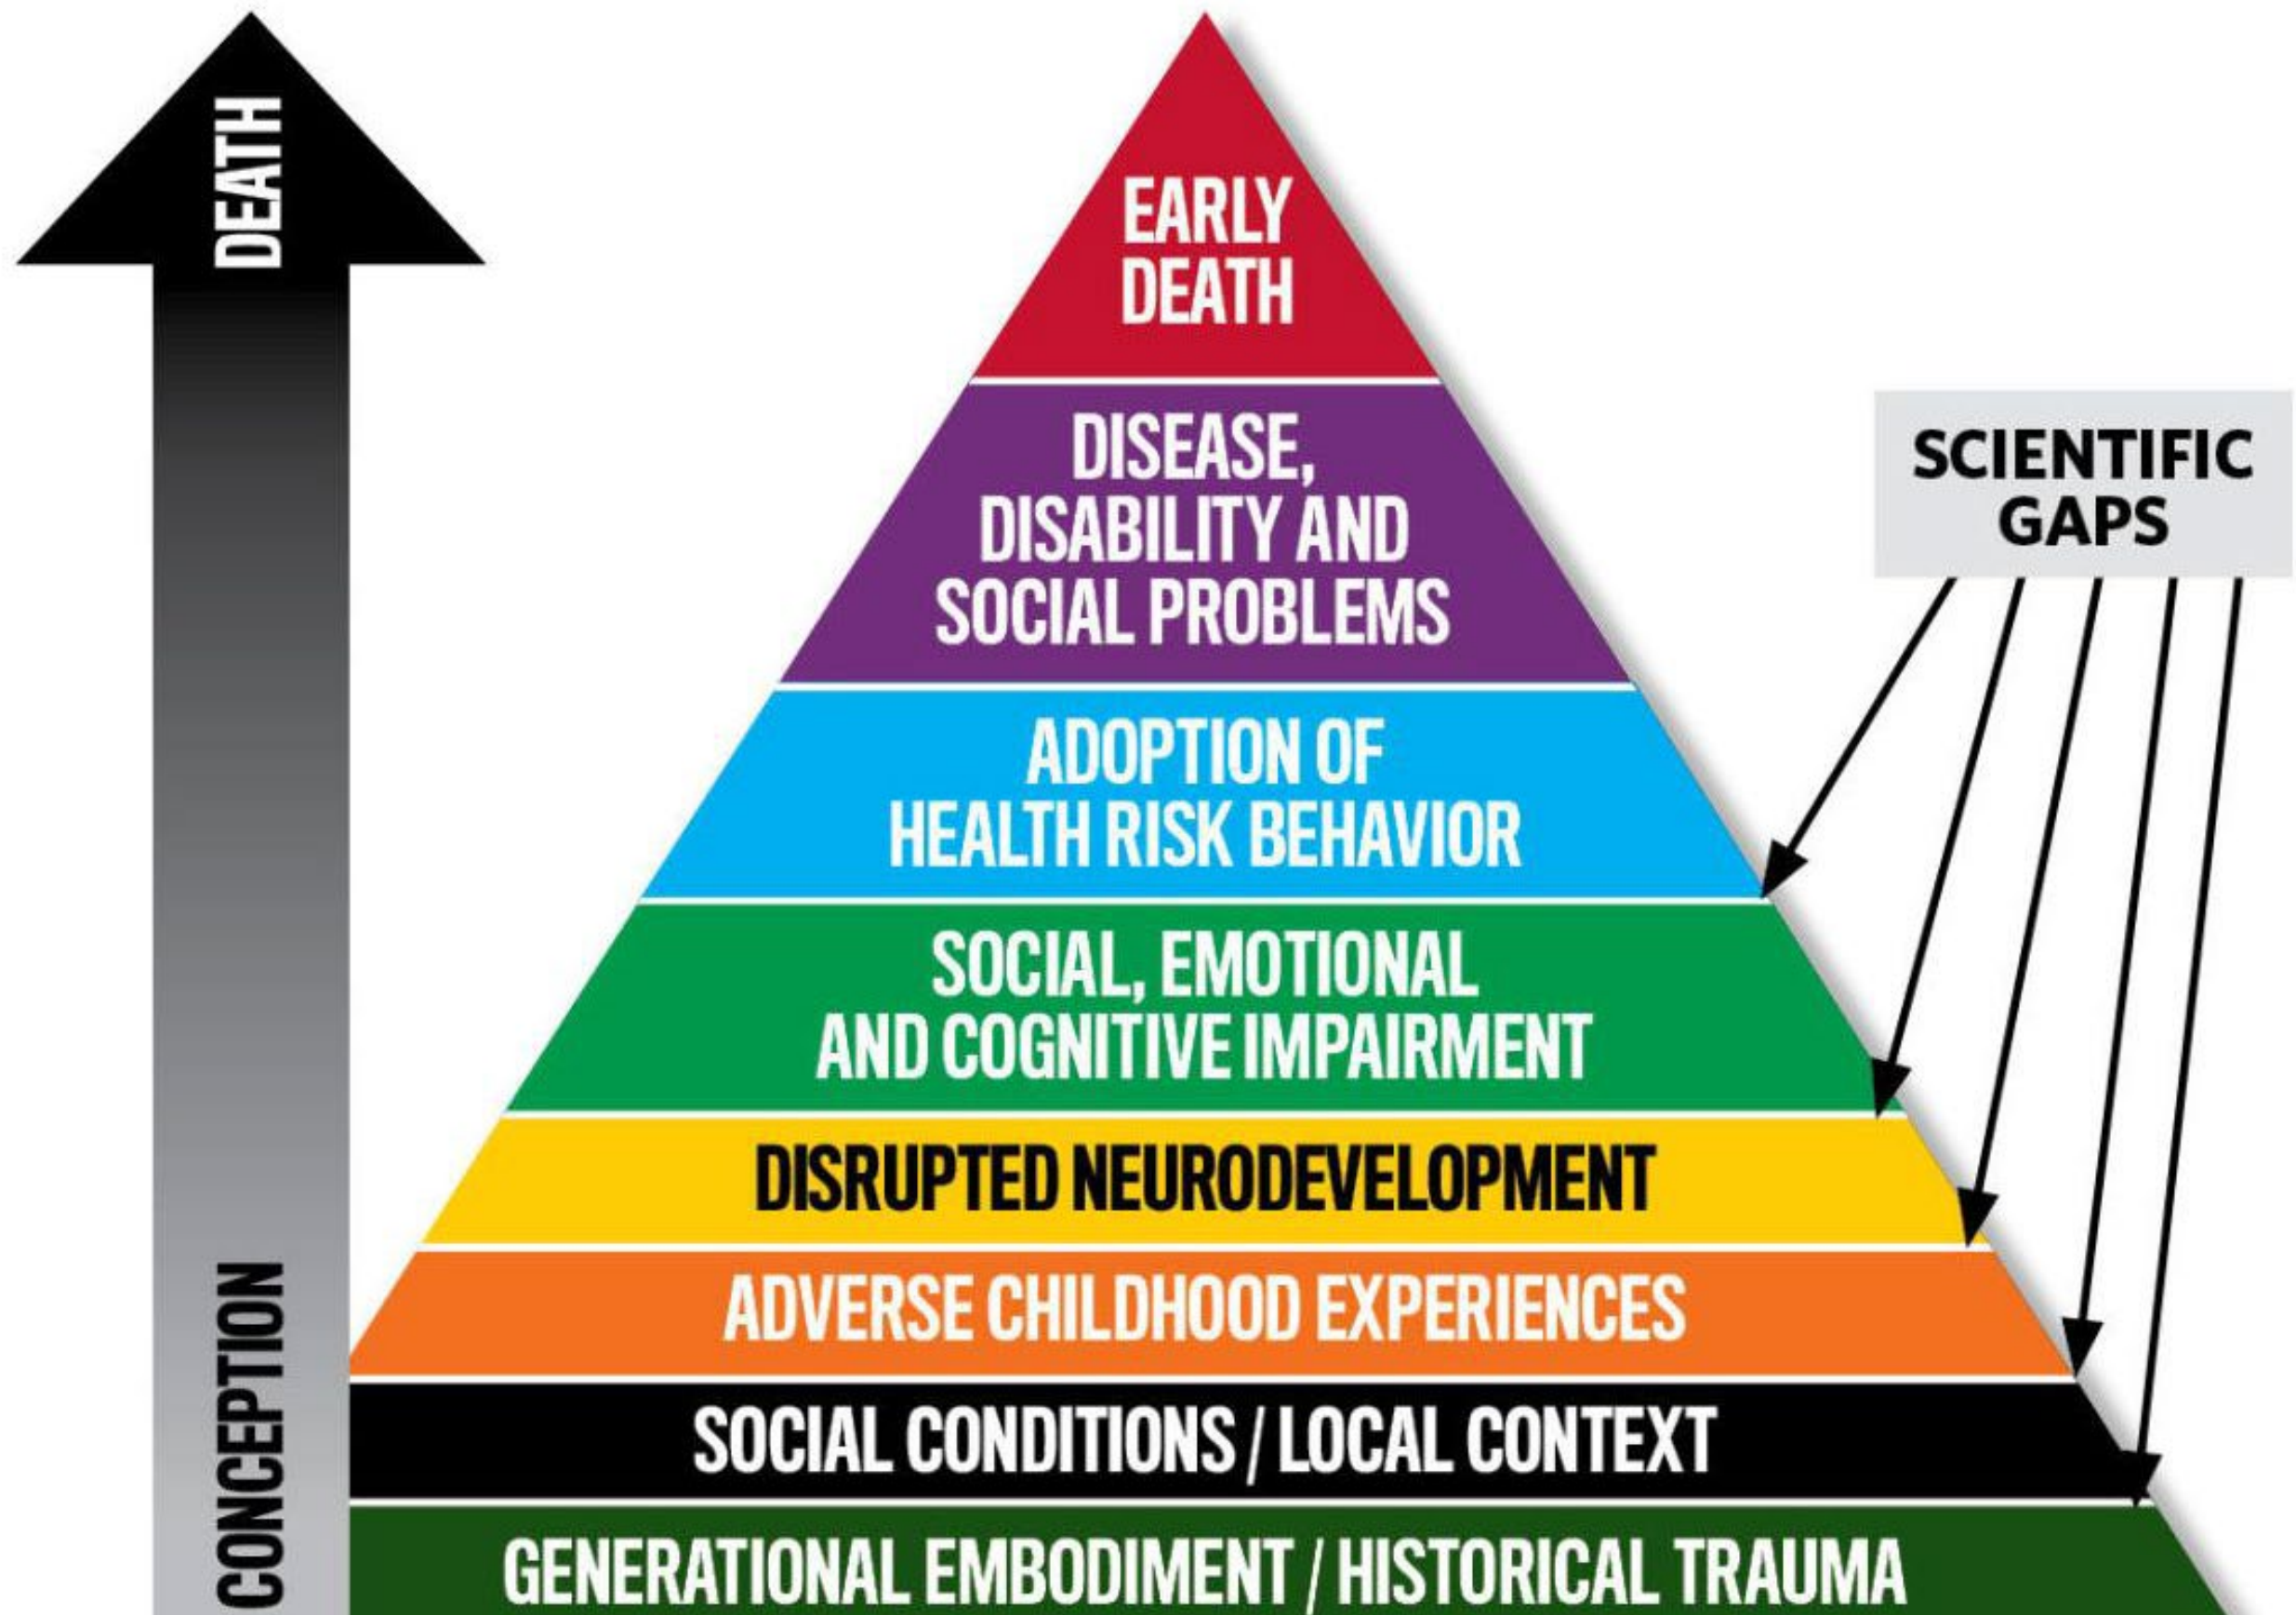 DEATH
CONCEPTION
EARLY
DEATH
DISEASE,
DISABILITY AND
SOCIAL PROBLEMS
ADOPTION OF
HEALTH RISK BEHAVIOR
SOCIAL, EMOTIONAL
AND COGNITIVE IMPAIRMENT
DISRUPTED NEURODEVELOPMENT
ADVERSE CHILDHOOD EXPERIENCES
SOCIAL CONDITIONS / LOCAL CONTEXT
GENERATIONAL EMBODIMENT / HISTORICAL TRAUMA
SCIENTIFIC
GAPS